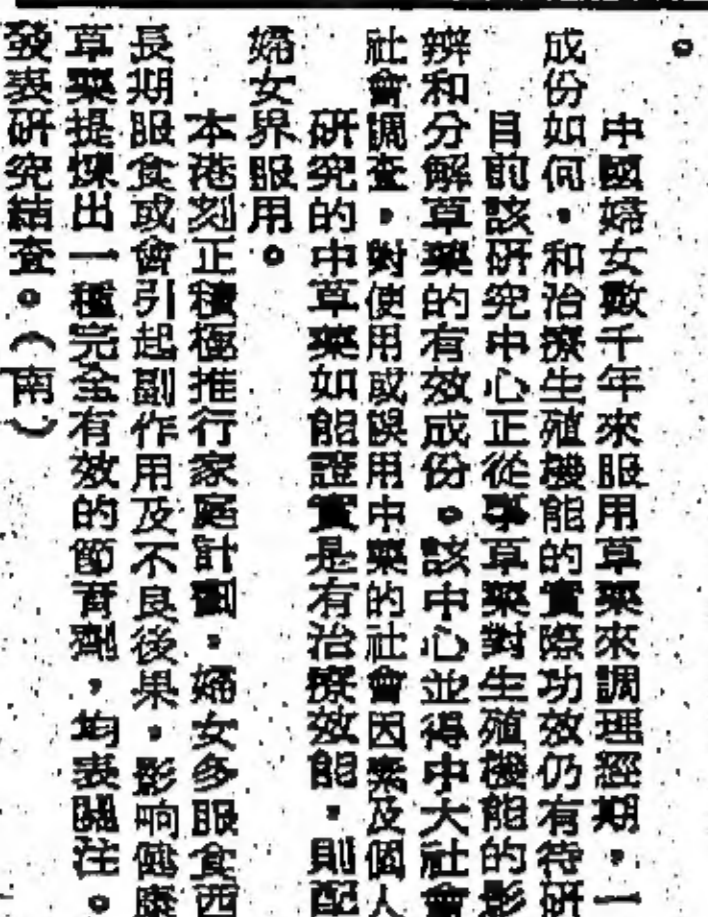 。
中國婦女數千年來服用草藥來調理經期，一
成份如何，和治療生殖機能的實際功效仍有待研
目前該研究中心正從事草藥對生殖機能的影
辨和分解草藥的有效成份。該中心並得中大社會
社會調查，對使用或誤用中藥的社會因素及個人
研究的中草藥如能證實是有治療效能，則配
婦女界服用。
本港刻正積極推行家庭計劃，婦女多服食西
長期服食或會引起副作用及不良後果，影响健康
草藥提煉出一種完全有效的節育劑，均表關注。
發表研究結查。（南）